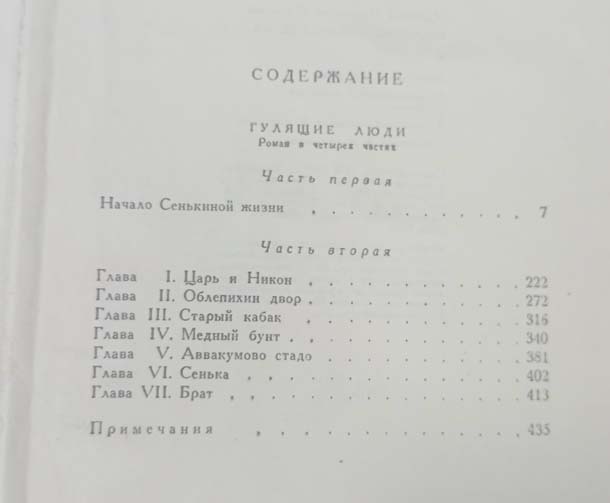 СОДЕРЖАНИЕ
ГУЛЯЩИЕ ЛЮДИ
Роман в четырех частях
Часть первая
Начало Сенькиной жизни . . . . . . . . . . . 7
Часть вторая
Глава I. Царь и Никон . . . . . . . . . . . 222
Глава II. Облепихин двор . . . . . . . . . . . 272
Глава III. Старый кабак . . . . . . . . . . . 316
Глава IV. Медный бунт . . . . . . . . . . . . 340
Глава V. Аввакумово стадо . . . . . . . . . . 381
Глава VI. Сенька . . . . . . . . . . . . . 402
Глава VII. Брат . . . . . . . . . . . . . . 413
Примечания . . . . . . . . . . . . . 435